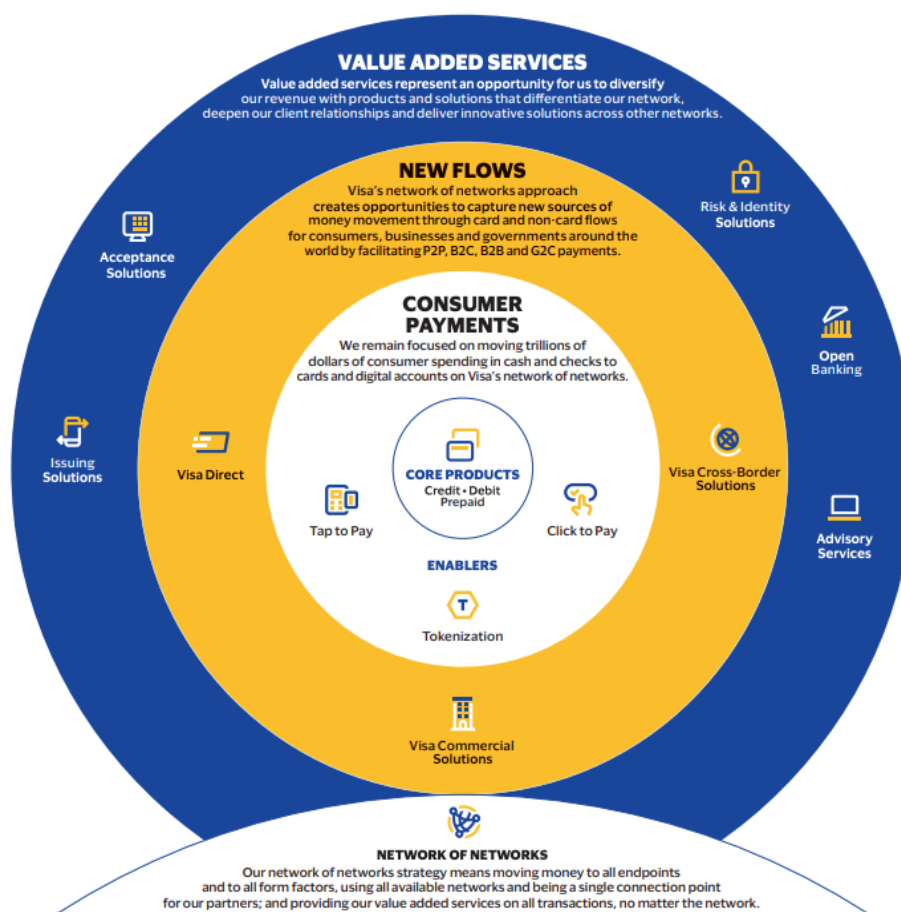 VALUE ADDED SERVICES
Value added services represent an opportunity for us to diversify
our revenue with products and solutions that differentiate our network,
deepen our client relationships and deliver innovative solutions across other networks.
NEW FLOWS
Visa's network of networks approach
creates opportunities to capture new sources of
money movement through card and non-card flows
for consumers, businesses and governments around the
world by facilitating P2P, B2C, B2B and G2C payments.
Risk & Identity
Solutions
Acceptance
Solutions
CONSUMER
PAYMENTS
We remain focused on moving trillions of
dollars of consumer spending in cash and checks to
cards and digital accounts on Visa's network of networks.
Open
Banking
Issuing
Solutions
Visa Direct
CORE PRODUCTS
Credit • Debit
Prepaid
Visa Cross-Border
Solutions
Tap to Pay
Click to Pay
Advisory
Services
ENABLERS
T
Tokenization
Visa Commercial
Solutions
NETWORK OF NETWORKS
Our network of networks strategy means moving money to all endpoints
and to all form factors, using all available networks and being a single connection point
for our partners; and providing our value added services on all transactions, no matter the network.